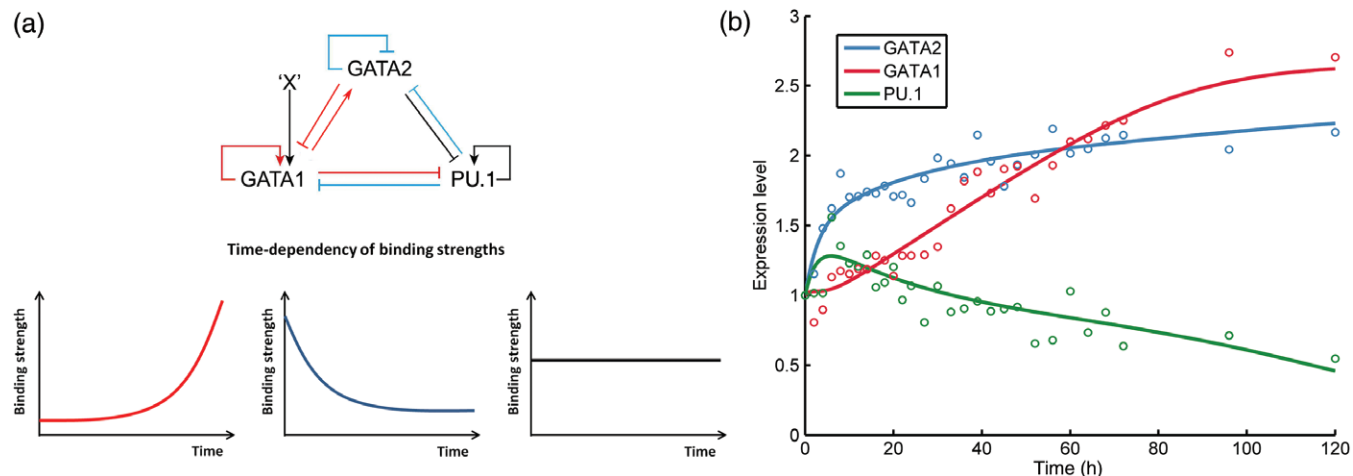 (a)
GATA2
'X'
GATA1
PU.1
Time-dependency of binding strengths
Binding strength
Time
Binding strength
Time
Binding strength
Time
(b)
3
2.5
2
1.5
1
0.5
0
Expression level
GATA2
GATA1
PU.1
0 20 40 60 80 100 120
Time (h)